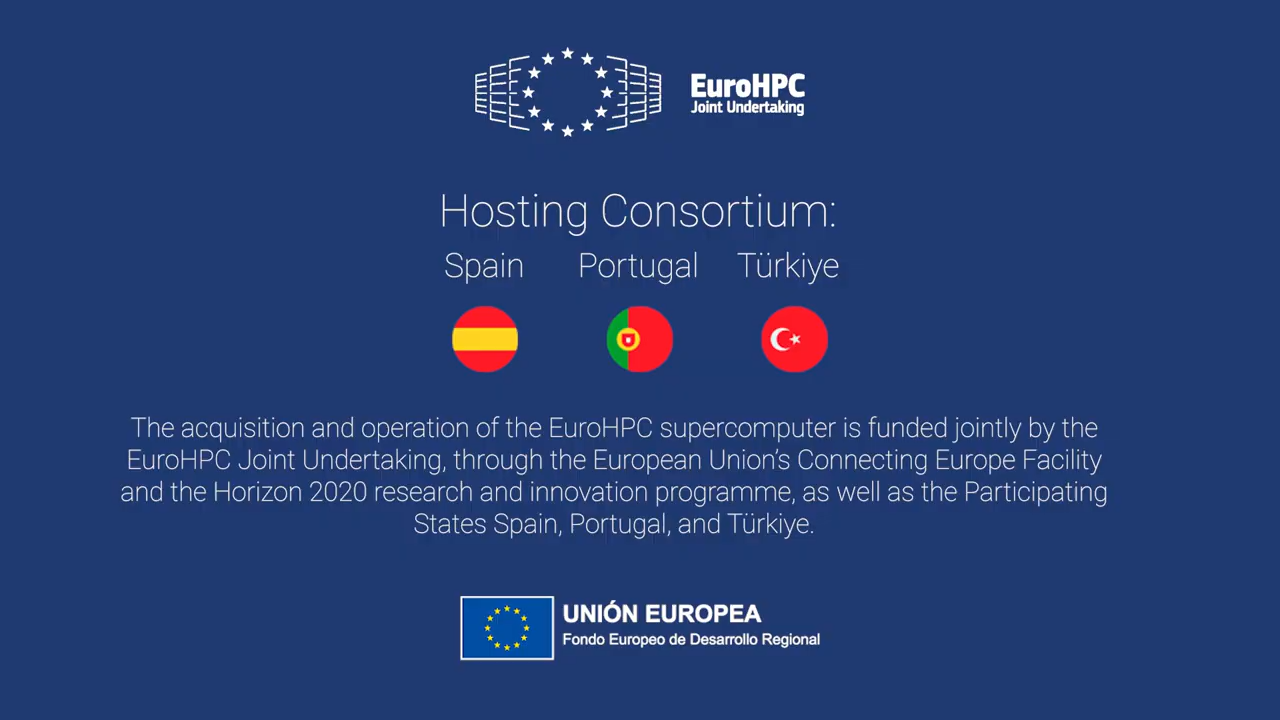 EuroHPC
Joint Undertaking
Hosting Consortium:
Spain Portugal Türkiye
The acquisition and operation of the EuroHPC supercomputer is funded jointly by the
EuroHPC Joint Undertaking, through the European Union’s Connecting Europe Facility
and the Horizon 2020 research and innovation programme, as well as the Participating
States Spain, Portugal, and Türkiye.
UNIÓN EUROPEA
Fondo Europeo de Desarrollo Regional